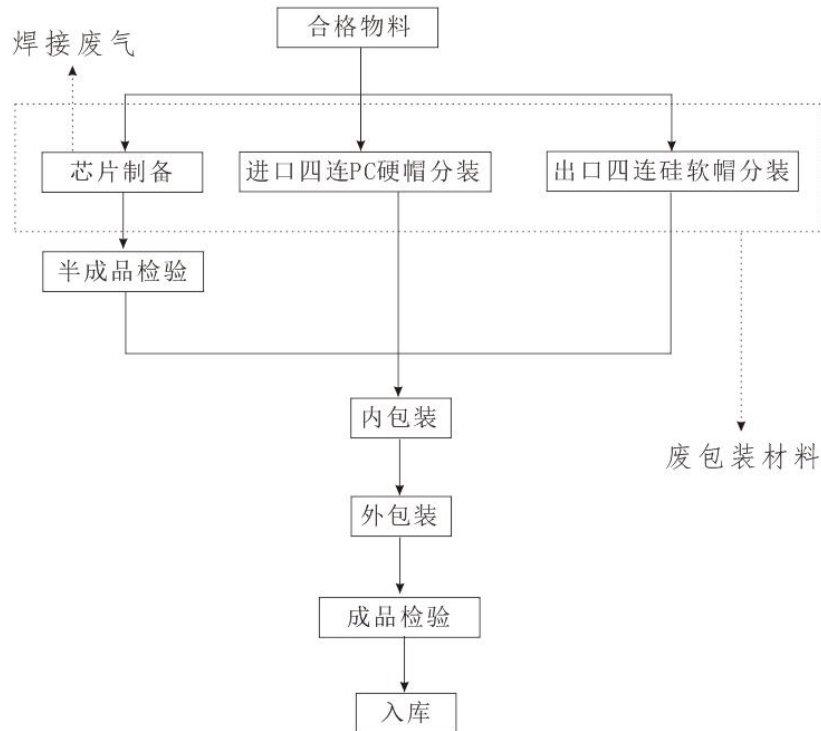 合格物料
焊接废气
芯片制备
进口四连PC硬帽分装
出口四连硅软帽分装
半成品检验
内包装
废包装材料
外包装
成品检验
入库